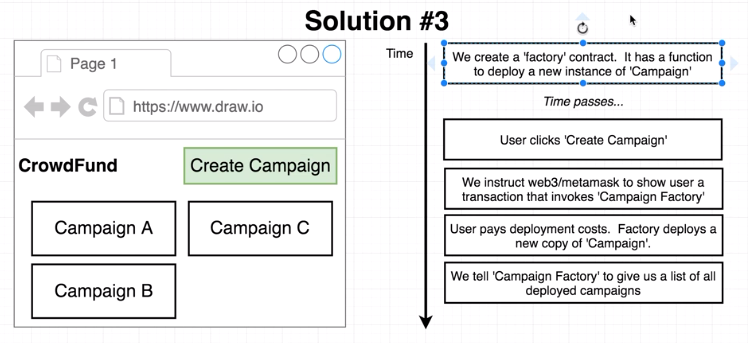 Solution #3
Page 1
https://www.draw.io
CrowdFund
Create Campaign
Campaign A
Campaign C
Campaign B
Time
We create a 'factory' contract.  It has a function
to deploy a new instance of 'Campaign'
Time passes...
User clicks 'Create Campaign'
We instruct web3/metamask to show user a
transaction that invokes 'Campaign Factory'
User pays deployment costs.  Factory deploys a
new copy of 'Campaign'.
We tell 'Campaign Factory' to give us a list of all
deployed campaigns